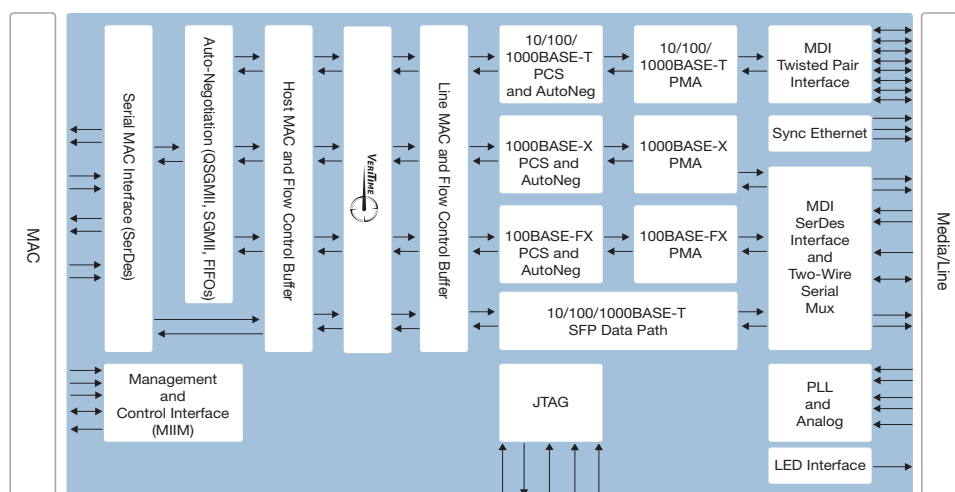 MAC
Serial MAC Interface (SerDes)
Auto-Negotiation (QSGMII, SGMII, FIFOs)
Host MAC and Flow Control Buffer
VERITIME
Line MAC and Flow Control Buffer
10/100/
1000BASE-T
PCS
and AutoNeg
10/100/
1000BASE-T
PMA
MDI
Twisted Pair
Interface
Sync Ethernet
1000BASE-X
PCS and
AutoNeg
1000BASE-X
PMA
100BASE-FX
PCS and
AutoNeg
100BASE-FX
PMA
MDI
SerDes
Interface
and
Two-Wire
Serial
Mux
10/100/1000BASE-T
SFP Data Path
Management
and
Control Interface
(MIIM)
JTAG
PLL
and
Analog
LED Interface
Media/Line